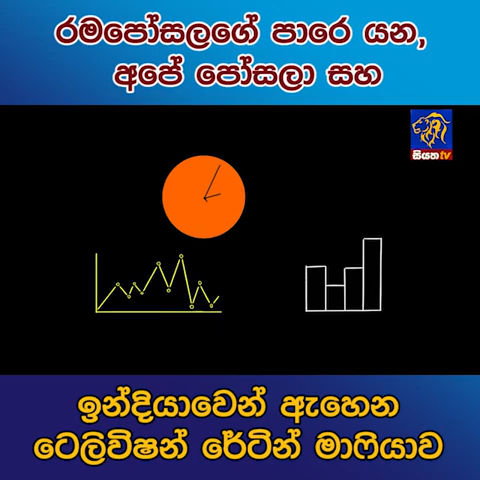 රමපෝසලගේ පාරෙ යන,
අපේ පෝසලා සහ
සියත tv
ඉන්දියාවෙන් ඇහෙන
ටෙලිවිෂන් රේටින් මාෆියාව